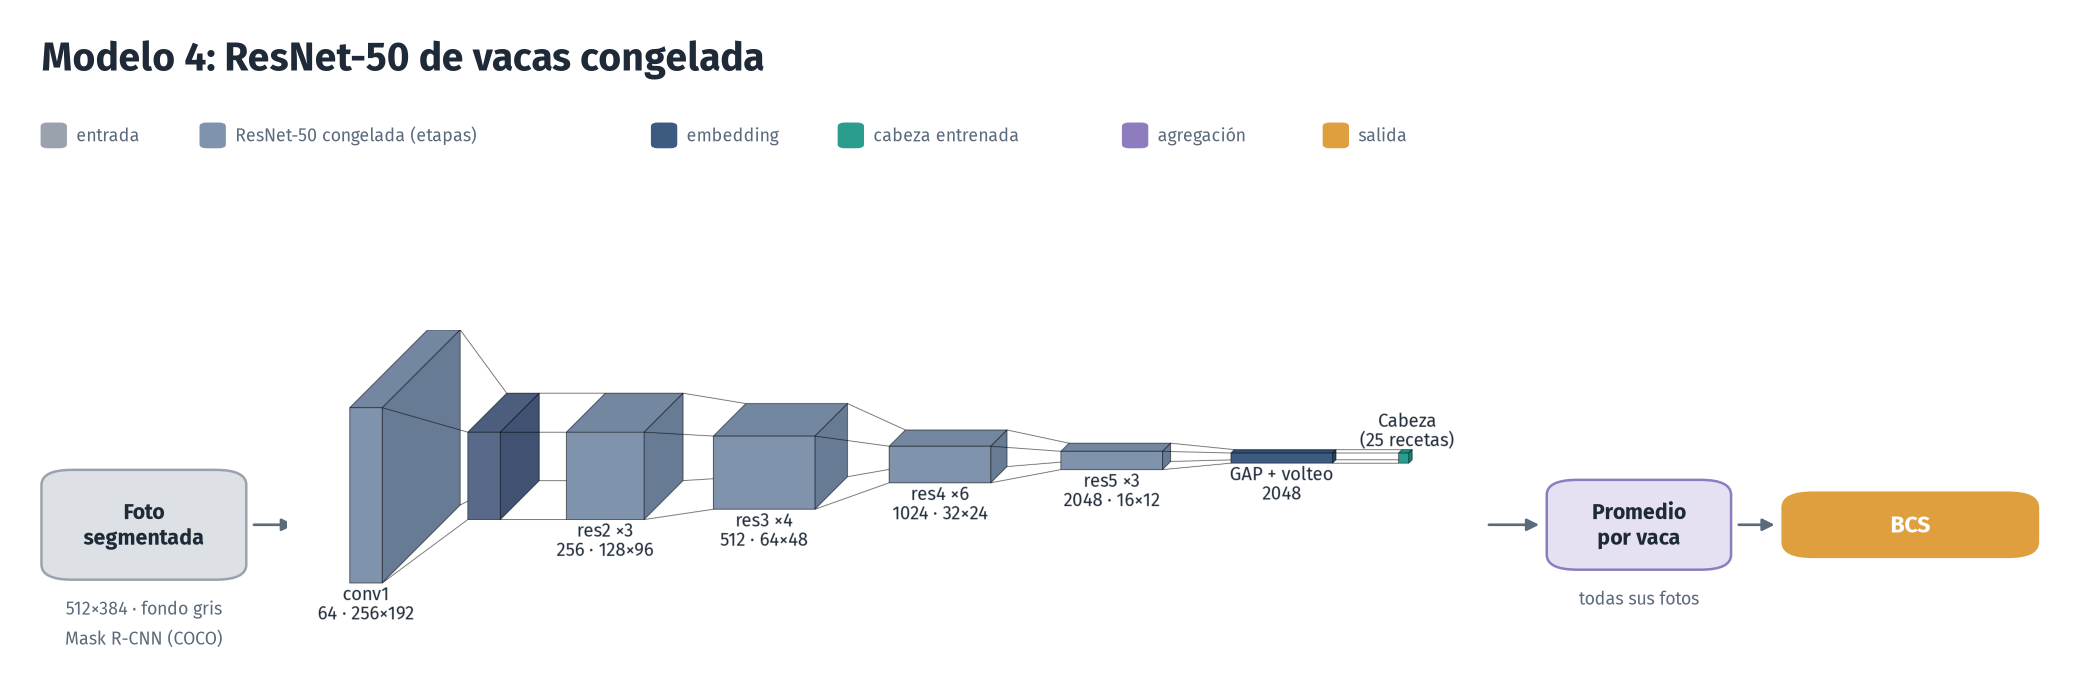 Modelo 4: ResNet-50 de vacas congelada
entrada
ResNet-50 congelada (etapas)
embedding
cabeza entrenada
agregación
salida
Foto
segmentada
512×384 · fondo gris
Mask R-CNN (COCO)
conv1
64 · 256×192
res2 ×3
256 · 128×96
res3 ×4
512 · 64×48
res4 ×6
1024 · 32×24
res5 ×3
2048 · 16×12
GAP + volteo
2048
Cabeza
(25 recetas)
Promedio
por vaca
todas sus fotos
BCS